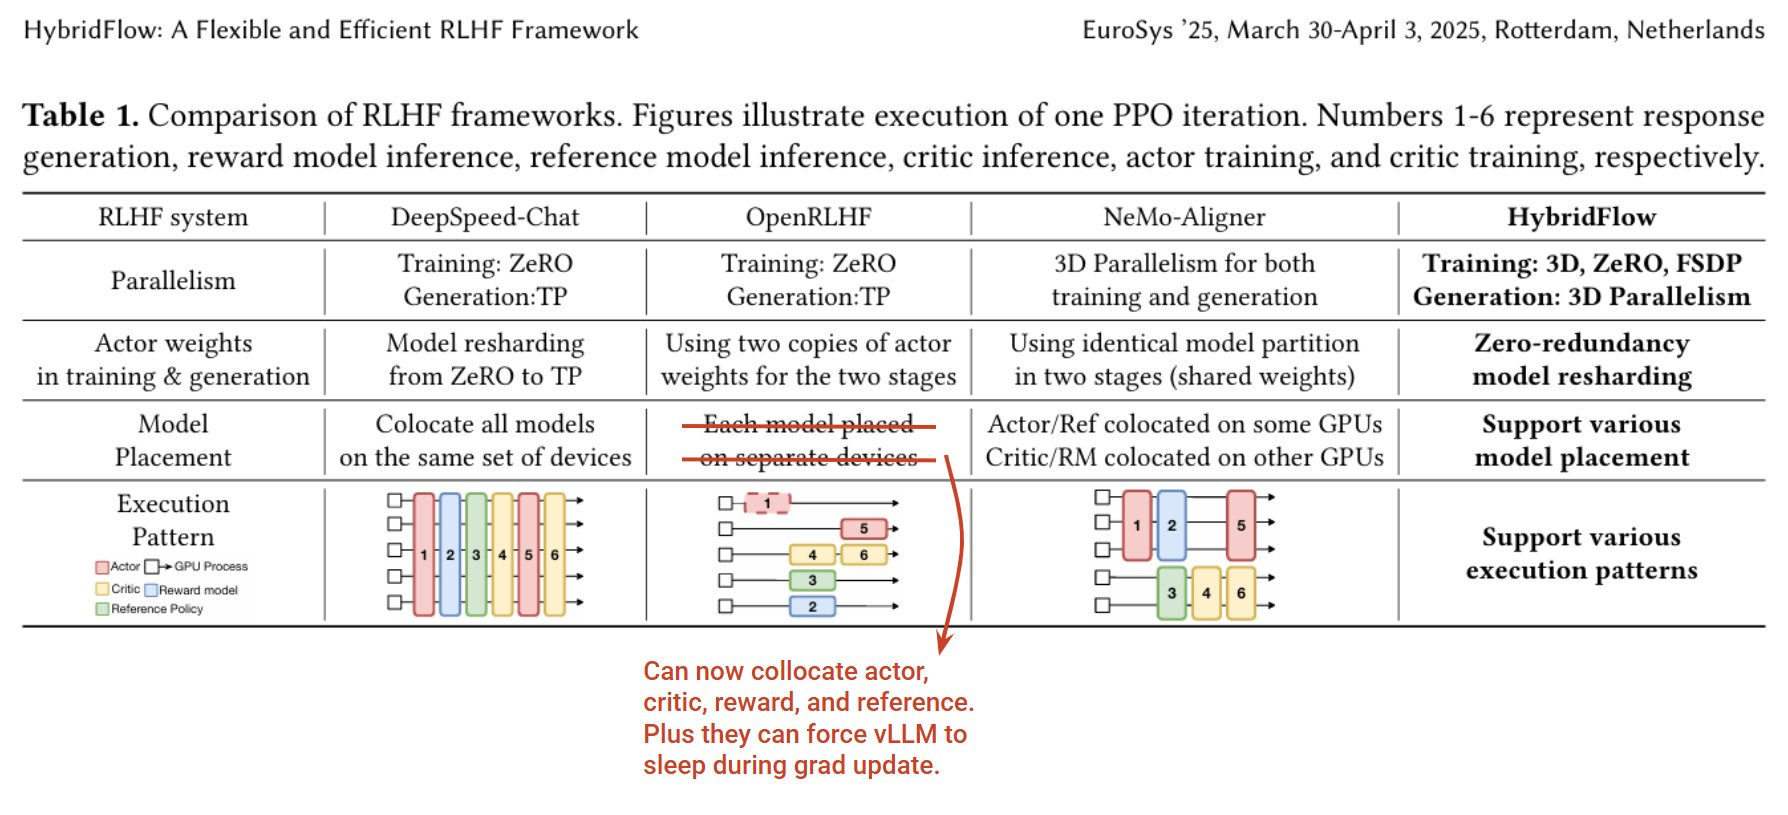 HybridFlow: A Flexible and Efficient RLHF Framework
EuroSys ’25, March 30-April 3, 2025, Rotterdam, Netherlands
Table 1. Comparison of RLHF frameworks. Figures illustrate execution of one PPO iteration. Numbers 1-6 represent response
generation, reward model inference, reference model inference, critic inference, actor training, and critic training, respectively.
RLHF system
DeepSpeed-Chat
OpenRLHF
NeMo-Aligner
HybridFlow
Parallelism
Training: ZeRO
Generation:TP
Training: ZeRO
Generation:TP
3D Parallelism for both
training and generation
Training: 3D, ZeRO, FSDP
Generation: 3D Parallelism
Actor weights
in training & generation
Model resharding
from ZeRO to TP
Using two copies of actor
weights for the two stages
Using identical model partition
in two stages (shared weights)
Zero-redundancy
model resharding
Model
Placement
Colocate all models
on the same set of devices
Each model placed
on separate devices
Actor/Ref colocated on some GPUs
Critic/RM colocated on other GPUs
Support various
model placement
Execution
Pattern
Actor GPU Process
Critic Reward model
Reference Policy
1 2 3 4 5 6
1
5
4 6
3
2
1 2 5
3 4 6
Support various
execution patterns
Can now collocate actor,
critic, reward, and reference.
Plus they can force vLLM to
sleep during grad update.